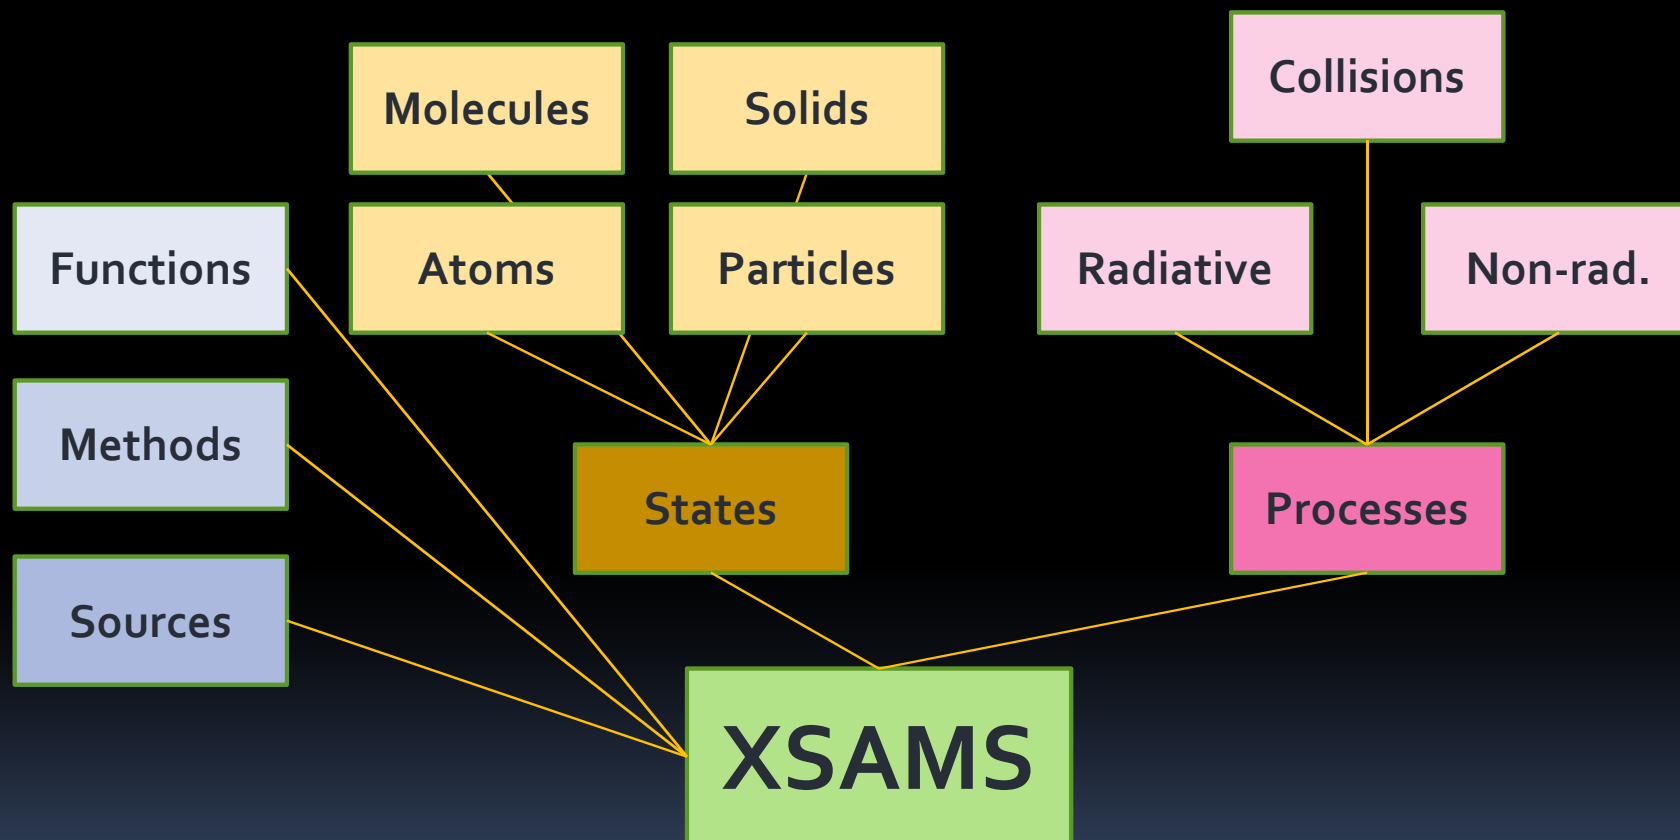 Collisions
Molecules
Solids
Functions
Atoms
Particles
Radiative
Non-rad.
Methods
States
Processes
Sources
XSAMS